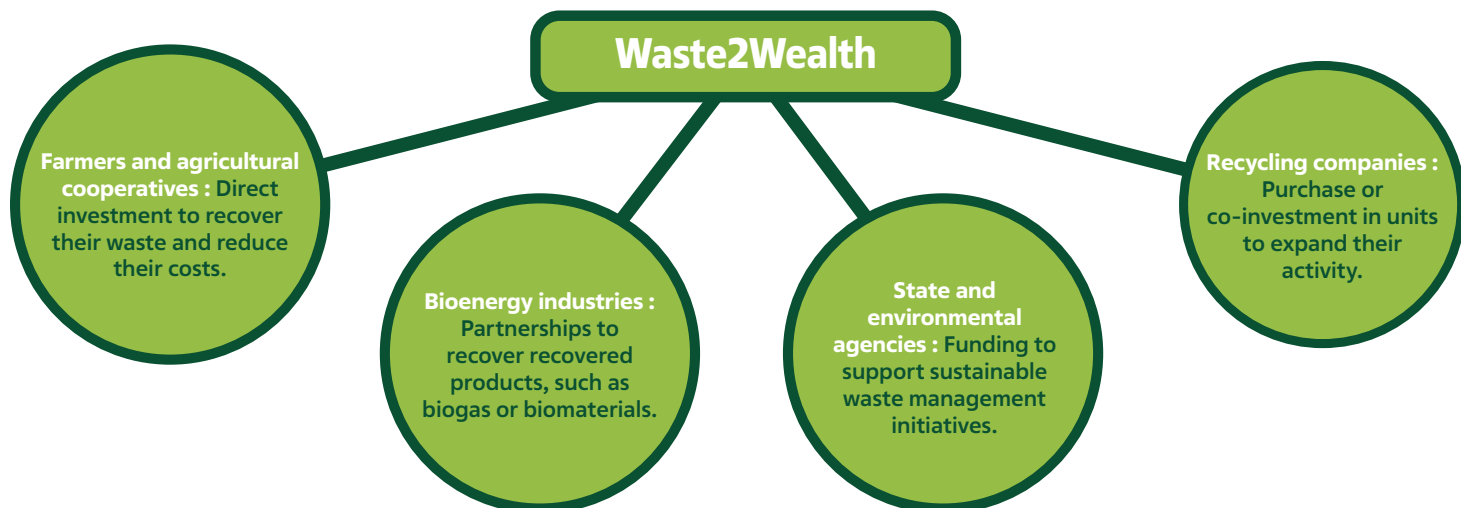 Waste2Wealth
Farmers and agricultural
cooperatives : Direct
investment to recover
their waste and reduce
their costs.
Bioenergy industries :
Partnerships to
recover recovered
products, such as
biogas or biomaterials.
State and
environmental
agencies : Funding to
support sustainable
waste management
initiatives.
Recycling companies :
Purchase or
co-investment in units
to expand their
activity.